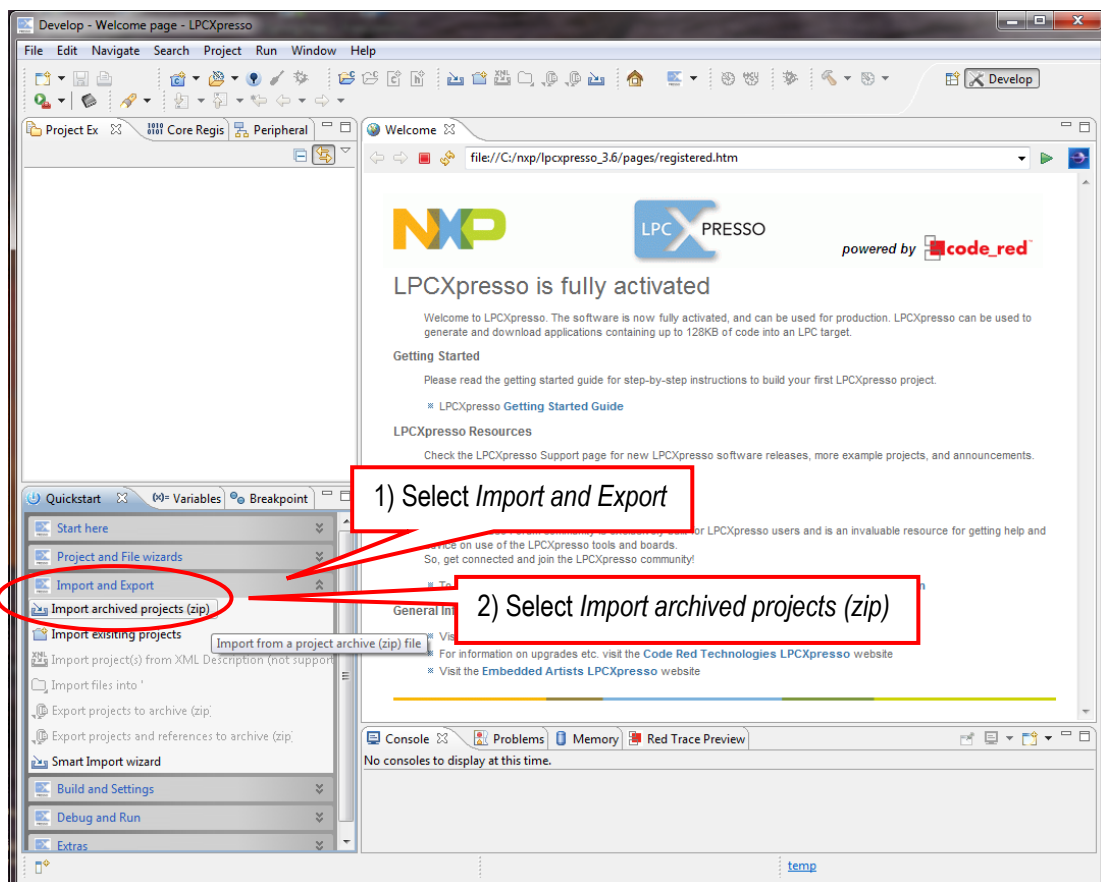 Develop - Welcome page - LPCXpresso
File Edit Navigate Search Project Run Window Help
Develop
Project Ex
Core Regis
Peripheral
Welcome
file://C:/nxp/lpcxpresso_3.6/pages/registered.htm
NXP
LPC XPRESSO
powered by code_red
LPCXpresso is fully activated
Welcome to LPCXpresso. The software is now fully activated, and can be used for production. LPCXpresso can be used to
generate and download applications containing up to 128KB of code into an LPC target.
Getting Started
Please read the getting started guide for step-by-step instructions to build your first LPCXpresso project.
LPCXpresso Getting Started Guide
LPCXpresso Resources
Check the LPCXpresso Support page for new LPCXpresso software releases, more example projects, and announcements.
1) Select Import and Export
for LPCXpresso users and is an invaluable resource for getting help and
on use of the LPCXpresso tools and boards.
So, get connected and join the LPCXpresso community!
2) Select Import archived projects (zip)
General
For information on upgrades etc. visit the Code Red Technologies LPCXpresso website
Visit the Embedded Artists LPCXpresso website
Quickstart
(x)= Variables
Breakpoint
Start here
Project and File wizards
Import and Export
Import archived projects (zip)
Import exisiting projects
Import from a project archive (zip) file
Import project(s) from XML Description (not support
Import files into '
Export projects to archive (zip)
Export projects and references to archive (zip)
Smart Import wizard
Build and Settings
Debug and Run
Extras
Console
Problems
Memory
Red Trace Preview
No consoles to display at this time.
temp